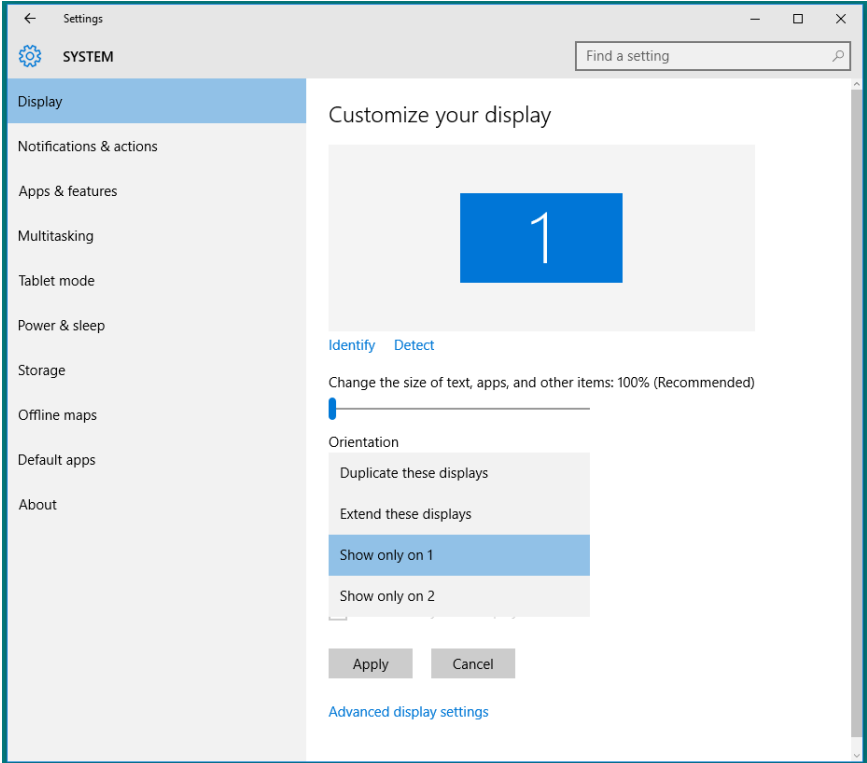 Settings
SYSTEM
Find a setting
Display
Notifications & actions
Apps & features
Multitasking
Tablet mode
Power & sleep
Storage
Offline maps
Default apps
About
Customize your display
1
Identify Detect
Change the size of text, apps, and other items: 100% (Recommended)
Orientation
Duplicate these displays
Extend these displays
Show only on 1
Show only on 2
Apply Cancel
Advanced display settings